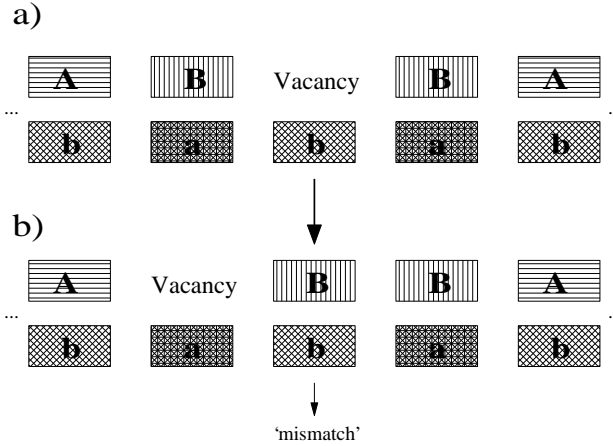 a)
A B Vacancy B A
... b a b a b .
b)
A Vacancy B B A
... b a b a b .
‘mismatch’